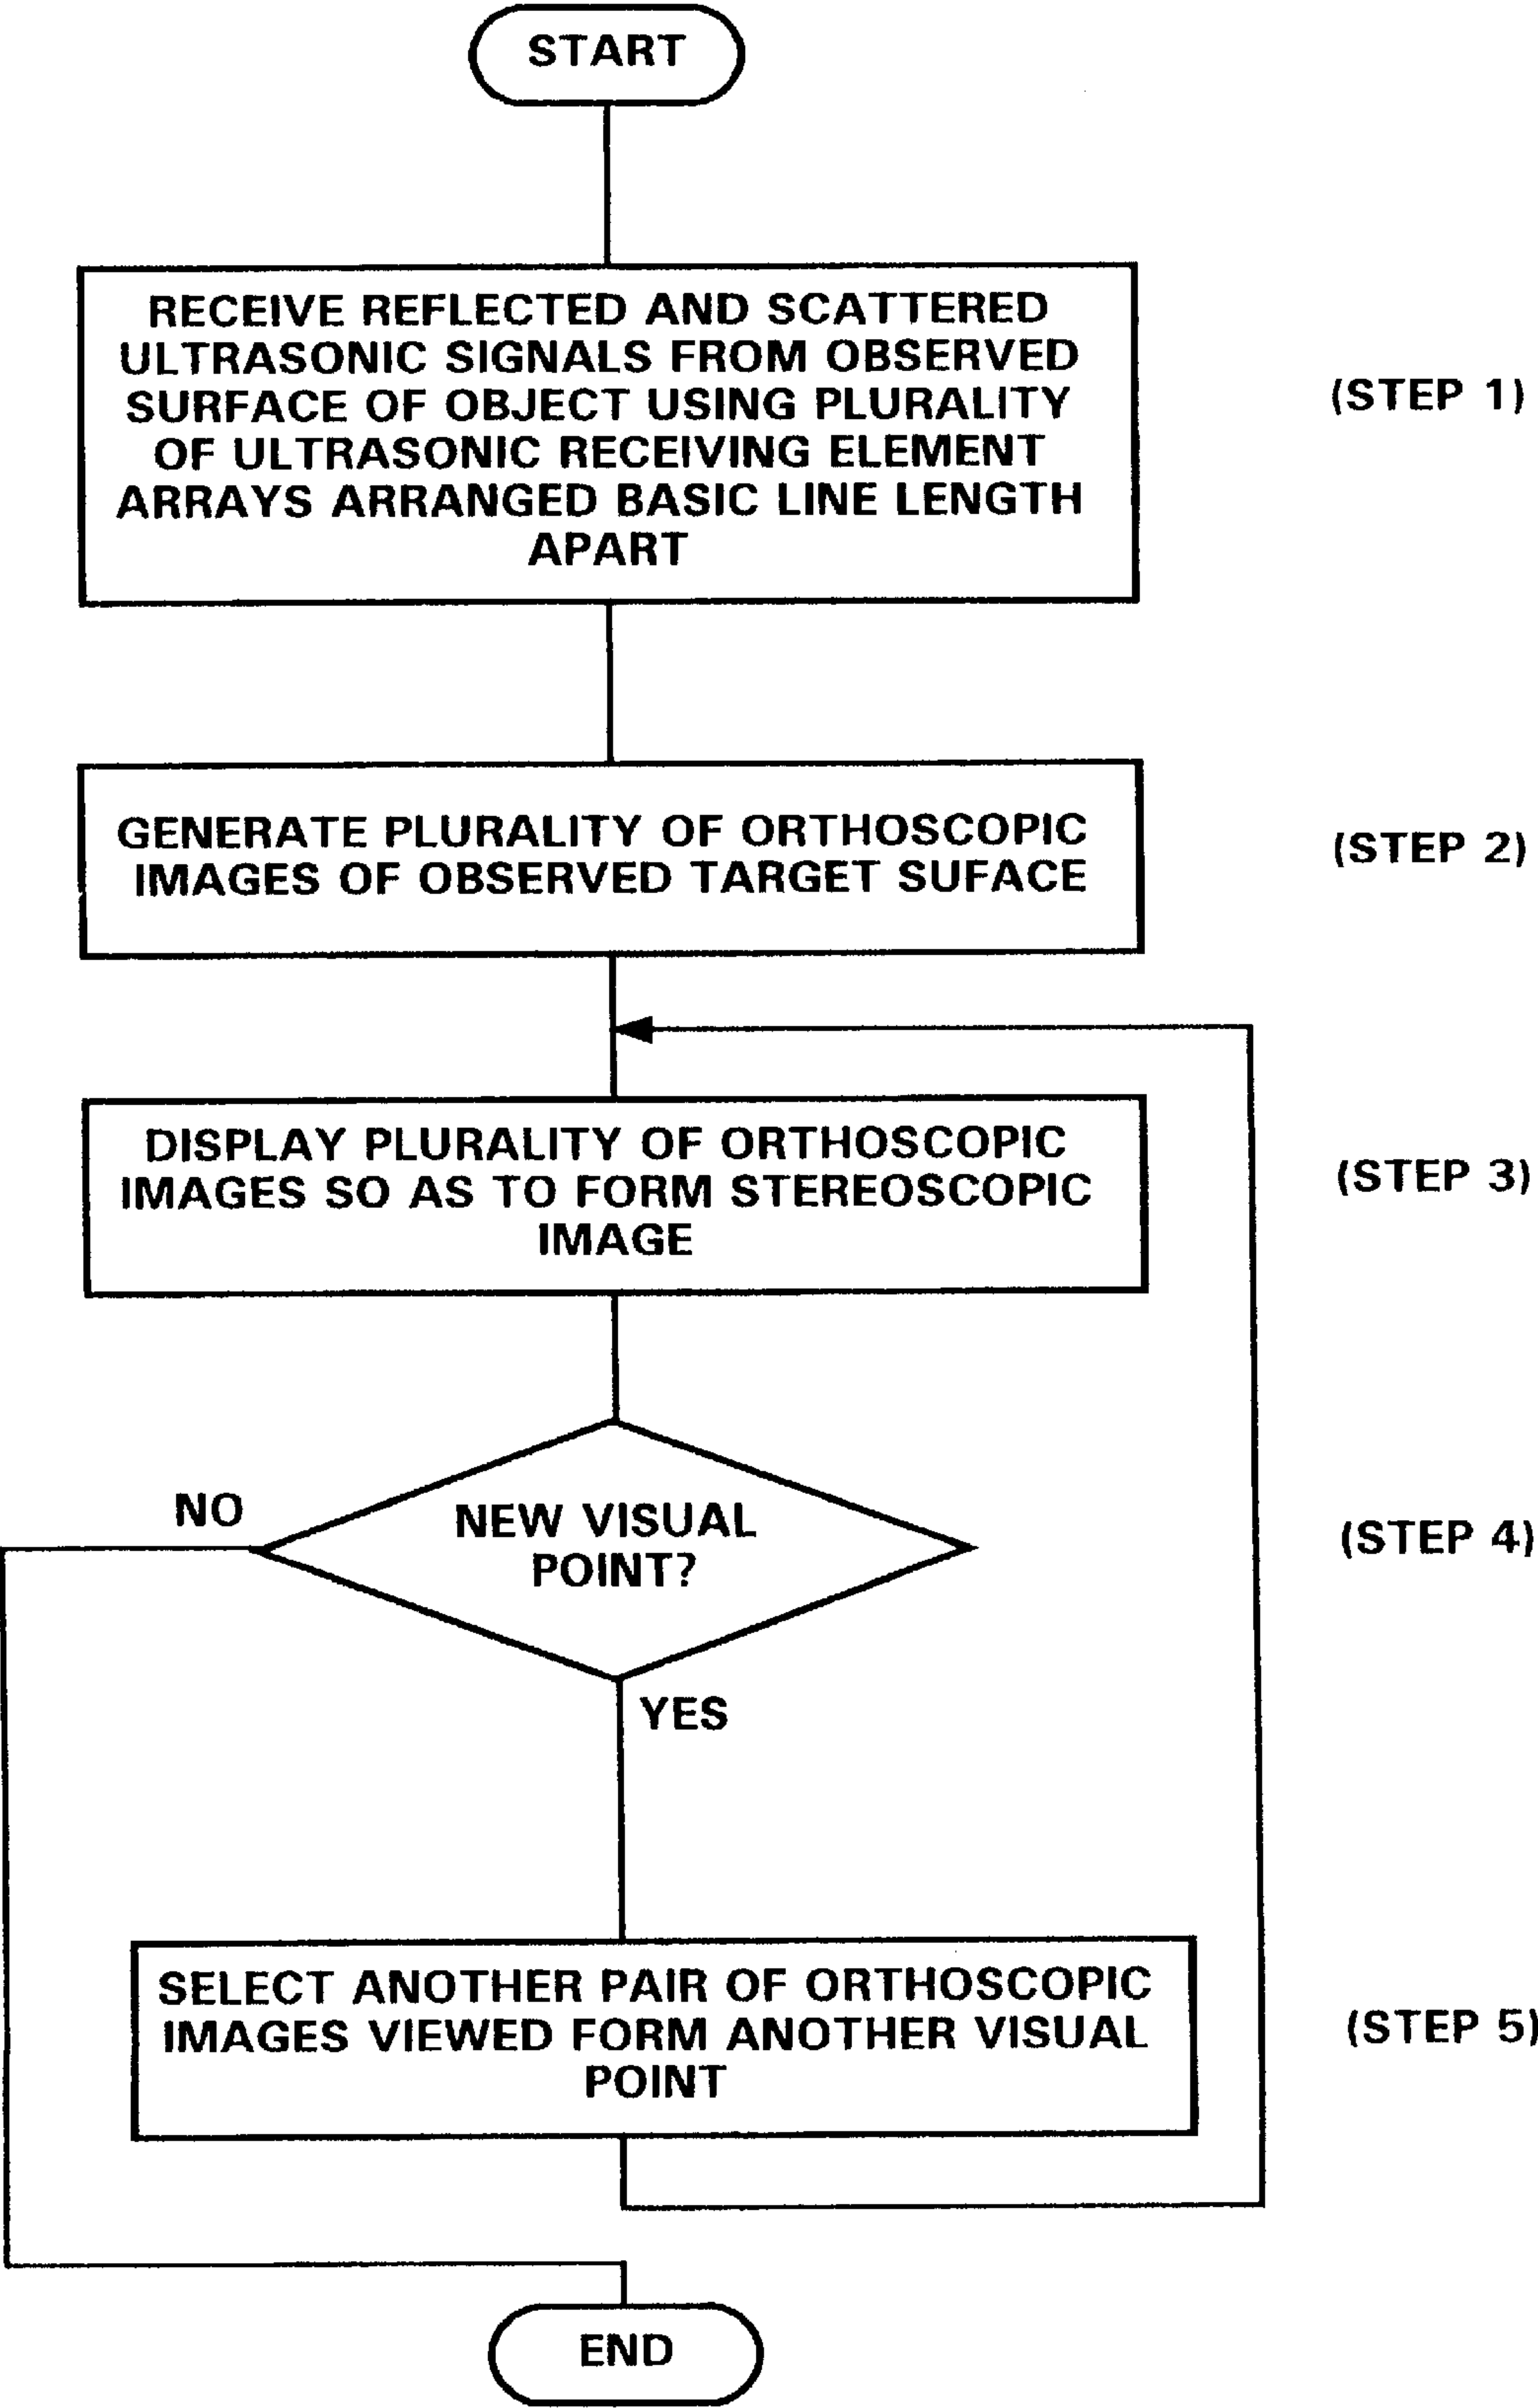 START
RECEIVE REFLECTED AND SCATTERED
ULTRASONIC SIGNALS FROM OBSERVED
SURFACE OF OBJECT USING PLURALITY
OF ULTRASONIC RECEIVING ELEMENT
ARRAYS ARRANGED BASIC LINE LENGTH
APART
(STEP 1)
GENERATE PLURALITY OF ORTHOSCOPIC
IMAGES OF OBSERVED TARGET SUFACE
(STEP 2)
DISPLAY PLURALITY OF ORTHOSCOPIC
IMAGES SO AS TO FORM STEREOSCOPIC
IMAGE
(STEP 3)
NO
NEW VISUAL
POINT?
(STEP 4)
YES
SELECT ANOTHER PAIR OF ORTHOSCOPIC
IMAGES VIEWED FORM ANOTHER VISUAL
POINT
(STEP 5)
END